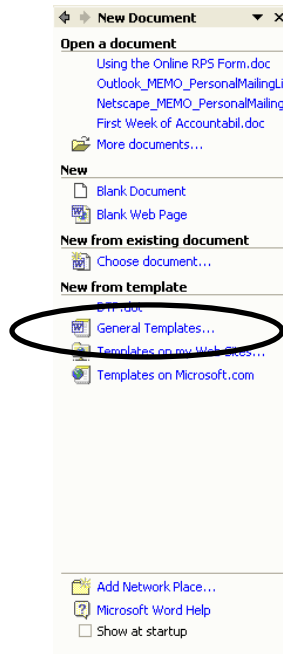 New Document
Open a document
Using the Online RPS Form.doc
Outlook_MEMO_PersonalMailingLi
Netscape_MEMO_PersonalMailing
First Week of Accountabil.doc
More documents...
New
Blank Document
Blank Web Page
New from existing document
Choose document...
New from template
DTP.doc
General Templates...
Templates on my Web Sites...
Templates on Microsoft.com
Add Network Place...
Microsoft Word Help
Show at startup